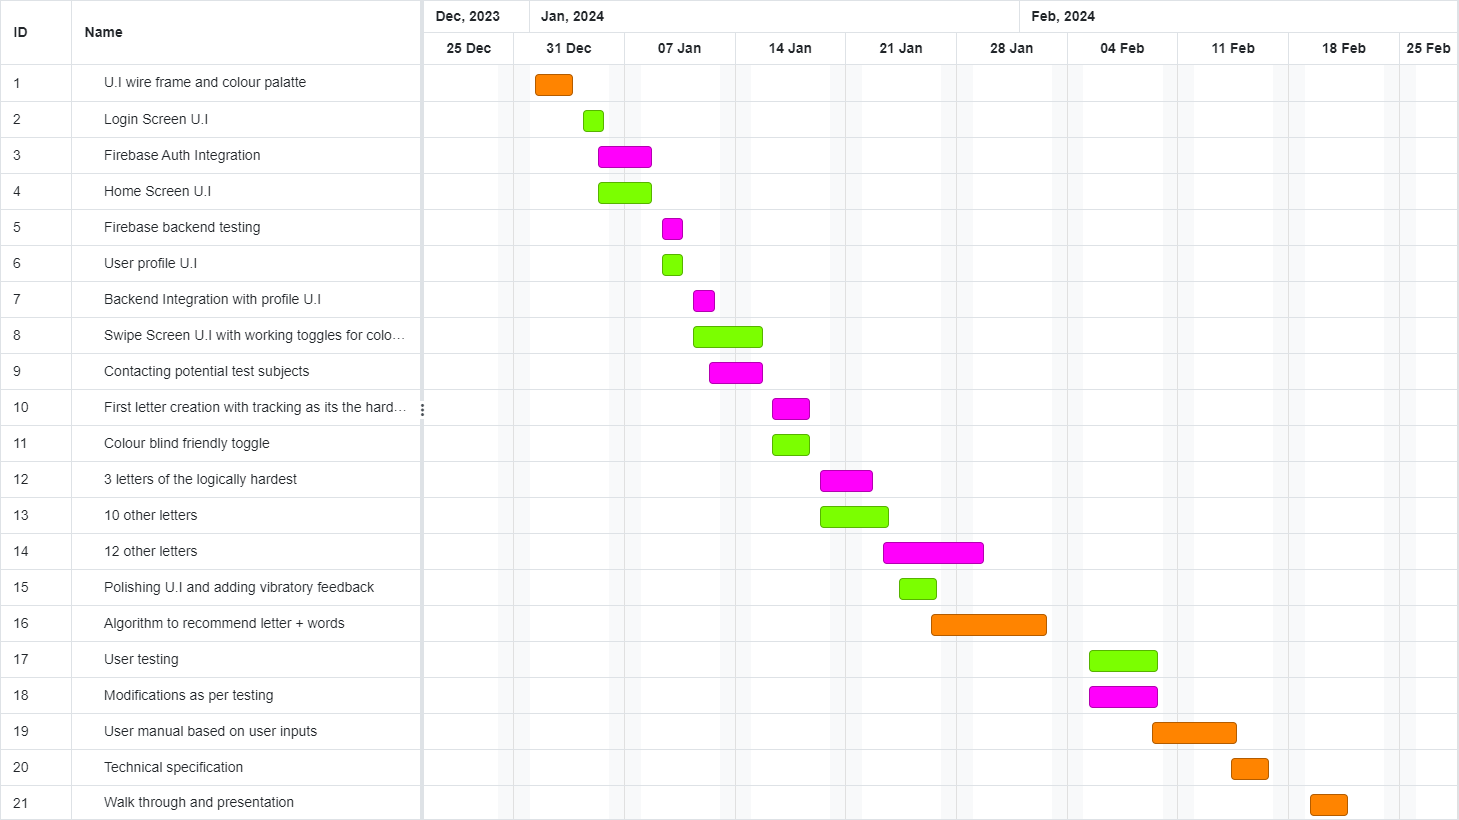 Dec, 2023 Jan, 2024 Feb, 2024
ID Name
25 Dec 31 Dec 07 Jan 14 Jan 21 Jan 28 Jan 04 Feb 11 Feb 18 Feb 25 Feb
1 U.I wire frame and colour palatte
2 Login Screen U.I
3 Firebase Auth Integration
4 Home Screen U.I
5 Firebase backend testing
6 User profile U.I
7 Backend Integration with profile U.I
8 Swipe Screen U.I with working toggles for colo...
9 Contacting potential test subjects
10 First letter creation with tracking as its the hard...
11 Colour blind friendly toggle
12 3 letters of the logically hardest
13 10 other letters
14 12 other letters
15 Polishing U.I and adding vibratory feedback
16 Algorithm to recommend letter + words
17 User testing
18 Modifications as per testing
19 User manual based on user inputs
20 Technical specification
21 Walk through and presentation